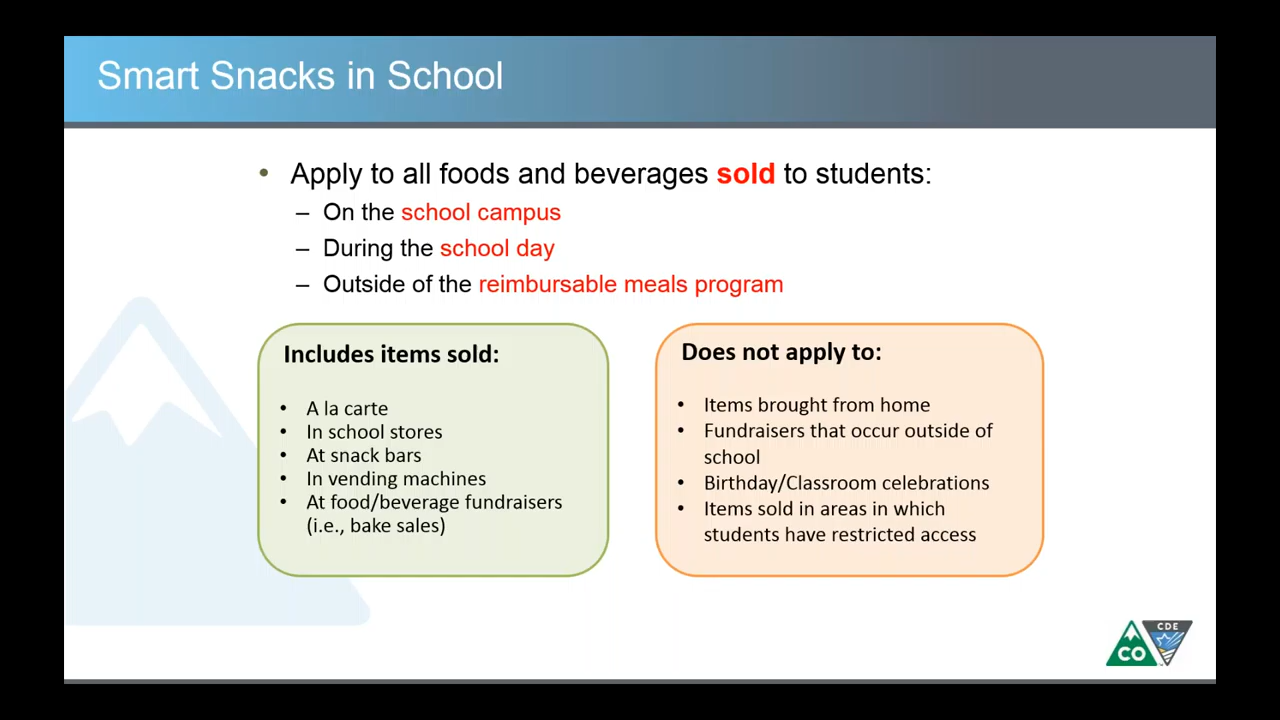 Smart Snacks in School
• Apply to all foods and beverages sold to students:
– On the school campus
– During the school day
– Outside of the reimbursable meals program
Includes items sold:
• A la carte
• In school stores
• At snack bars
• In vending machines
• At food/beverage fundraisers
(i.e., bake sales)
Does not apply to:
• Items brought from home
• Fundraisers that occur outside of
school
• Birthday/Classroom celebrations
• Items sold in areas in which
students have restricted access
CO
CDE